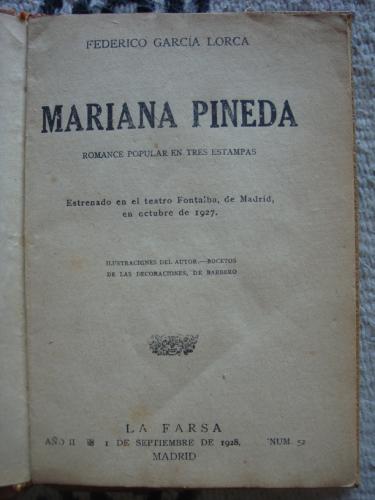 FEDERICO GARCÍA LORCA
MARIANA PINEDA
ROMANCE POPULAR EN TRES ESTAMPAS
Estrenado en el teatro Fontalba, de Madrid,
en octubre de 1927.
ILUSTRACIONES DEL AUTOR.—BOCETOS
DE LAS DECORACIONES, DE BARBERO
LA FARSA
AÑO II 1 DE SEPTIEMBRE DE 1928. NUM. 52
MADRID